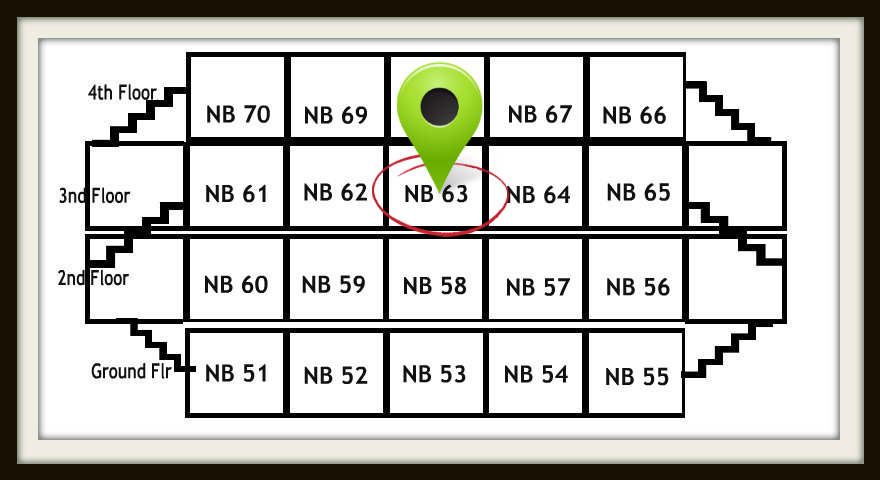 4th Floor
NB 70 NB 69 NB 67 NB 66
3nd Floor
NB 61 NB 62 NB 63 NB 64 NB 65
2nd Floor
NB 60 NB 59 NB 58 NB 57 NB 56
Ground Flr
NB 51 NB 52 NB 53 NB 54 NB 55